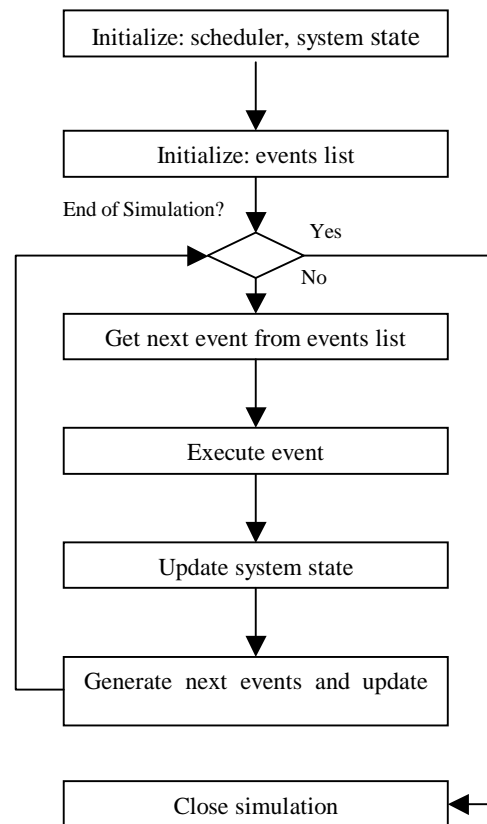 Initialize: scheduler, system state
Initialize: events list
End of Simulation?
Yes
No
Get next event from events list
Execute event
Update system state
Generate next events and update
Close simulation